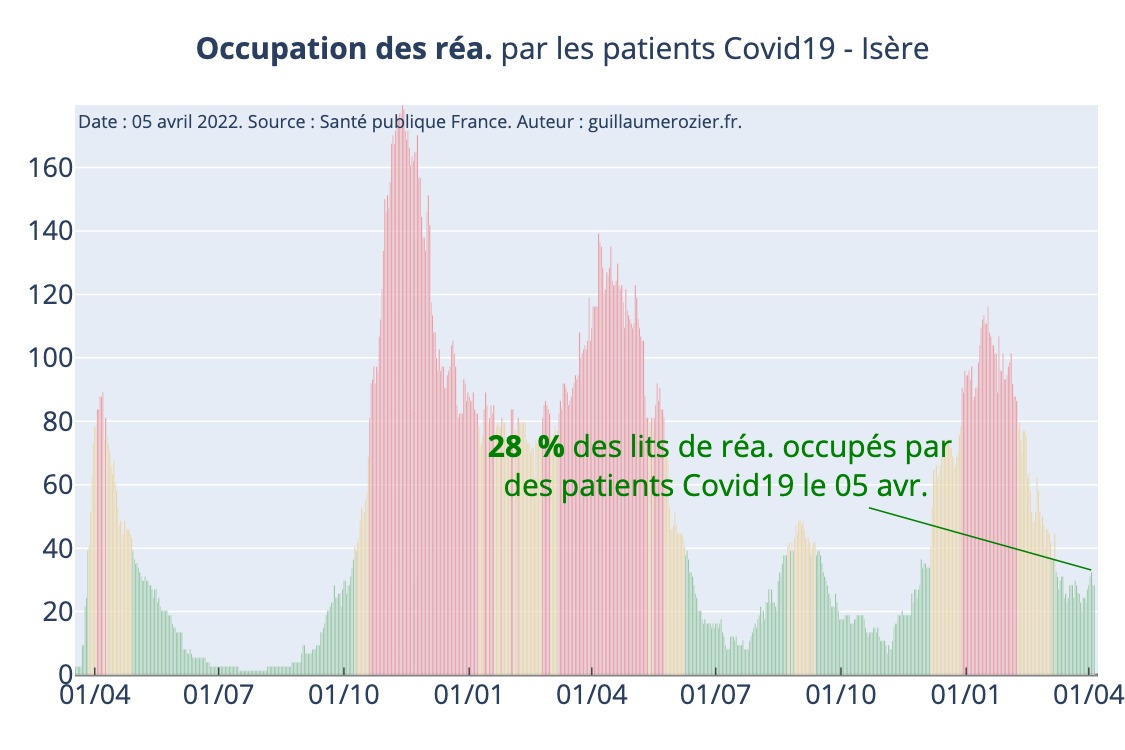 Occupation des réa. par les patients Covid19 - Isère
Date : 05 avril 2022. Source : Santé publique France. Auteur : guillaumerozier.fr.
160
140
120
100
80
28 % des lits de réa. occupés par
des patients Covid19 le 05 avr.
60
40
20
0
01/04 01/07 01/10 01/01 01/04 01/07 01/10 01/01 01/04